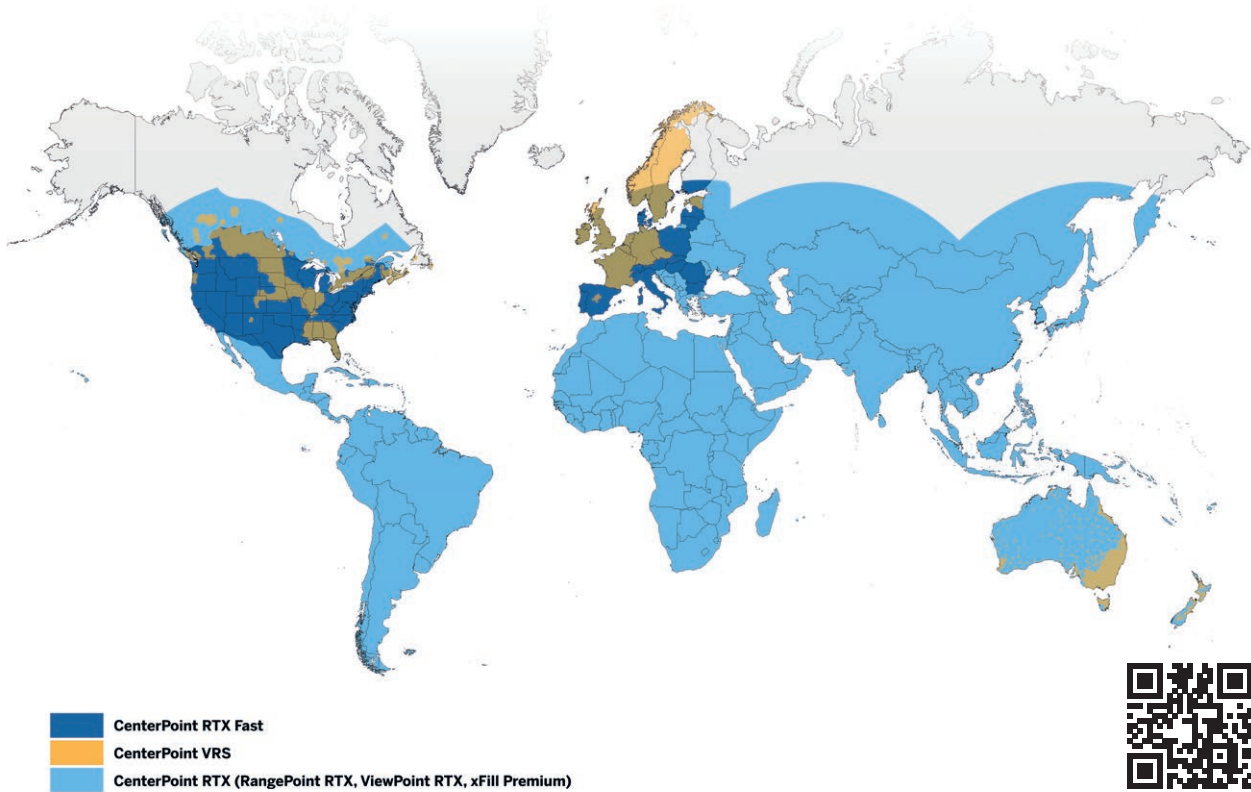 CenterPoint RTX Fast
CenterPoint VRS
CenterPoint RTX (RangePoint RTX, ViewPoint RTX, xFill Premium)